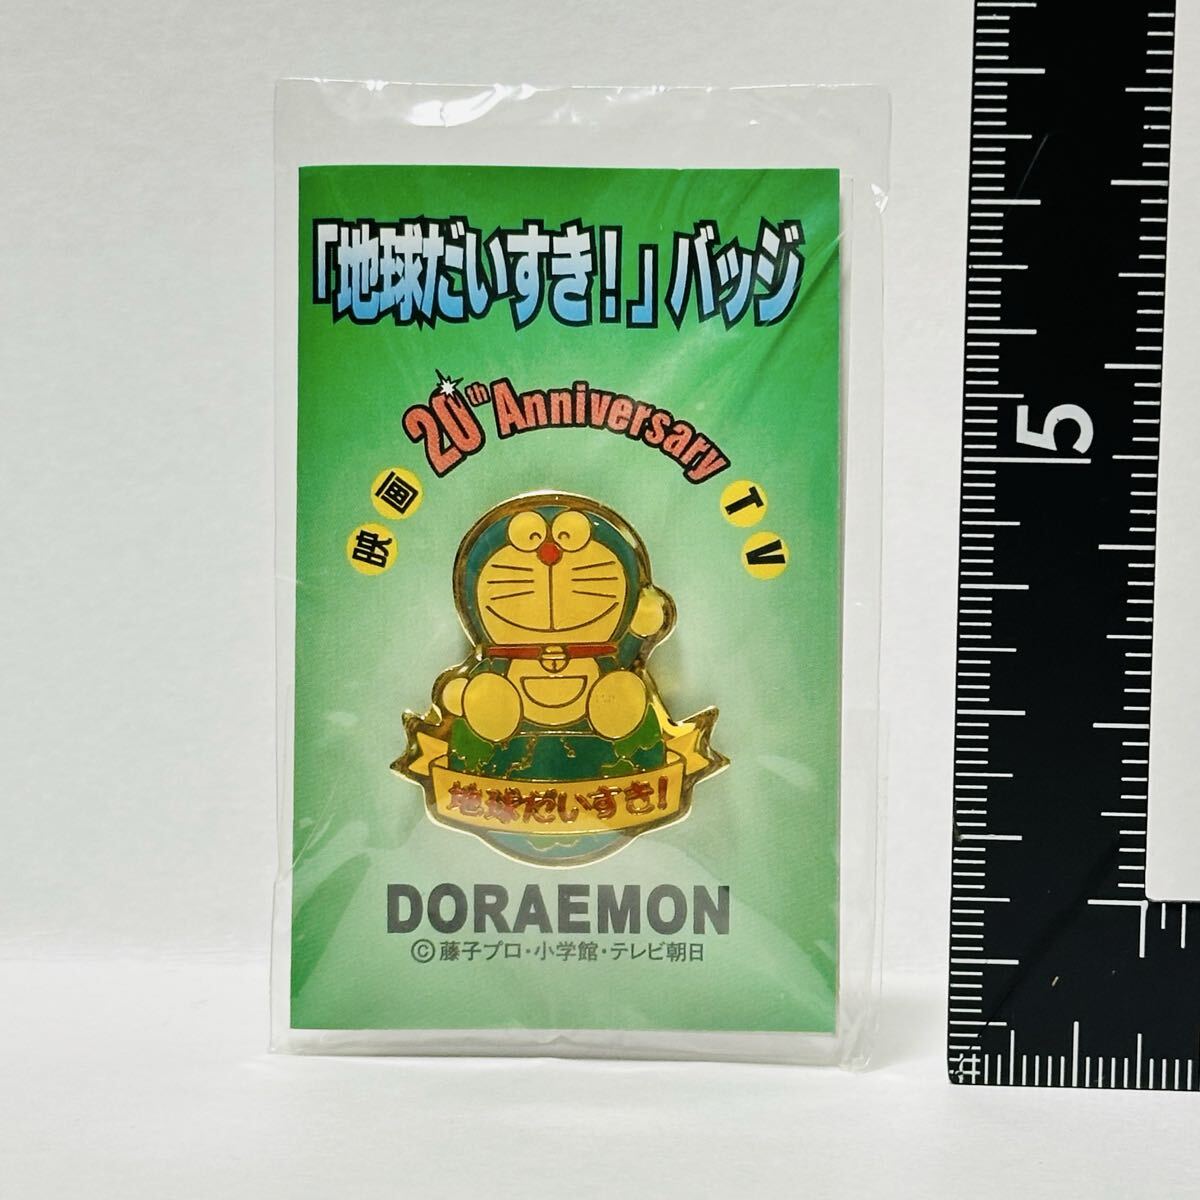 「地球だいすき！」バッジ
20th Anniversary
映画 TV
地球だいすき！
DORAEMON
©藤子プロ・小学館・テレビ朝日
5